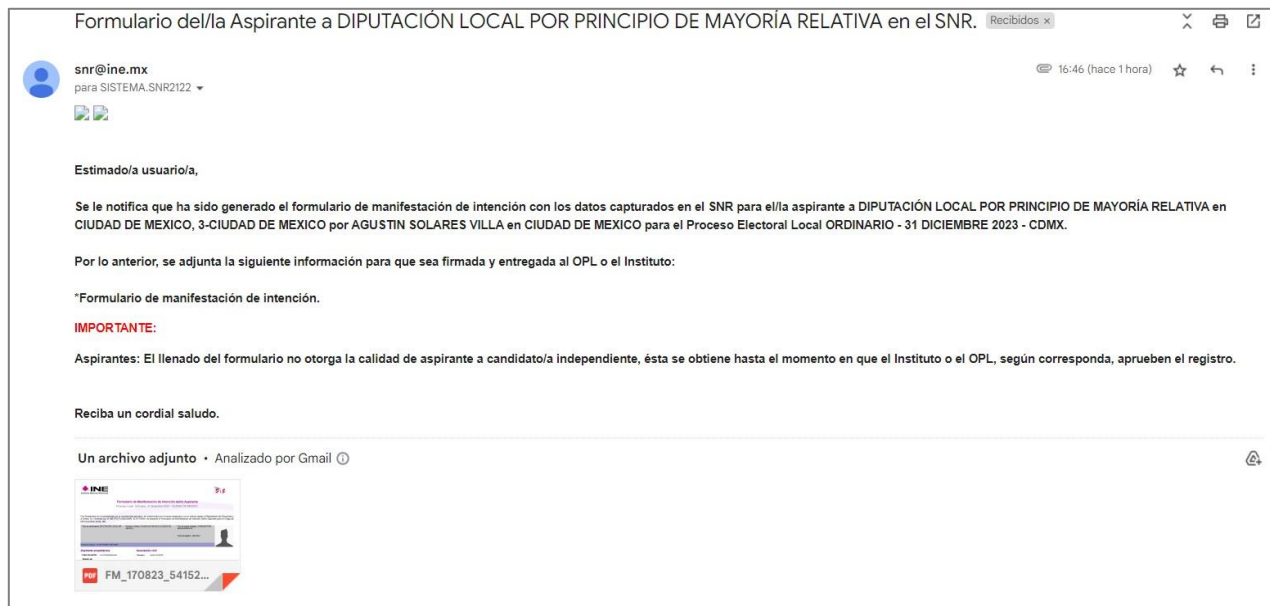 Formulario del/la Aspirante a DIPUTACIÓN LOCAL POR PRINCIPIO DE MAYORÍA RELATIVA en el SNR. Recibidos ×
snr@ine.mx
16:46 (hace 1 hora)
para SISTEMA.SNR2122
Estimado/a usuario/a,
Se le notifica que ha sido generado el formulario de manifestación de intención con los datos capturados en el SNR para el/la aspirante a DIPUTACIÓN LOCAL POR PRINCIPIO DE MAYORÍA RELATIVA en
CIUDAD DE MEXICO, 3-CIUDAD DE MEXICO por AGUSTIN SOLARES VILLA en CIUDAD DE MEXICO para el Proceso Electoral Local ORDINARIO - 31 DICIEMBRE 2023 - CDMX.
Por lo anterior, se adjunta la siguiente información para que sea firmada y entregada al OPL o el Instituto:
*Formulario de manifestación de intención.
IMPORTANTE:
Aspirantes: El llenado del formulario no otorga la calidad de aspirante a candidato/a independiente, ésta se obtiene hasta el momento en que el Instituto o el OPL, según corresponda, aprueben el registro.
Reciba un cordial saludo.
Un archivo adjunto • Analizado por Gmail
INE
PDF FM_170823_54152...